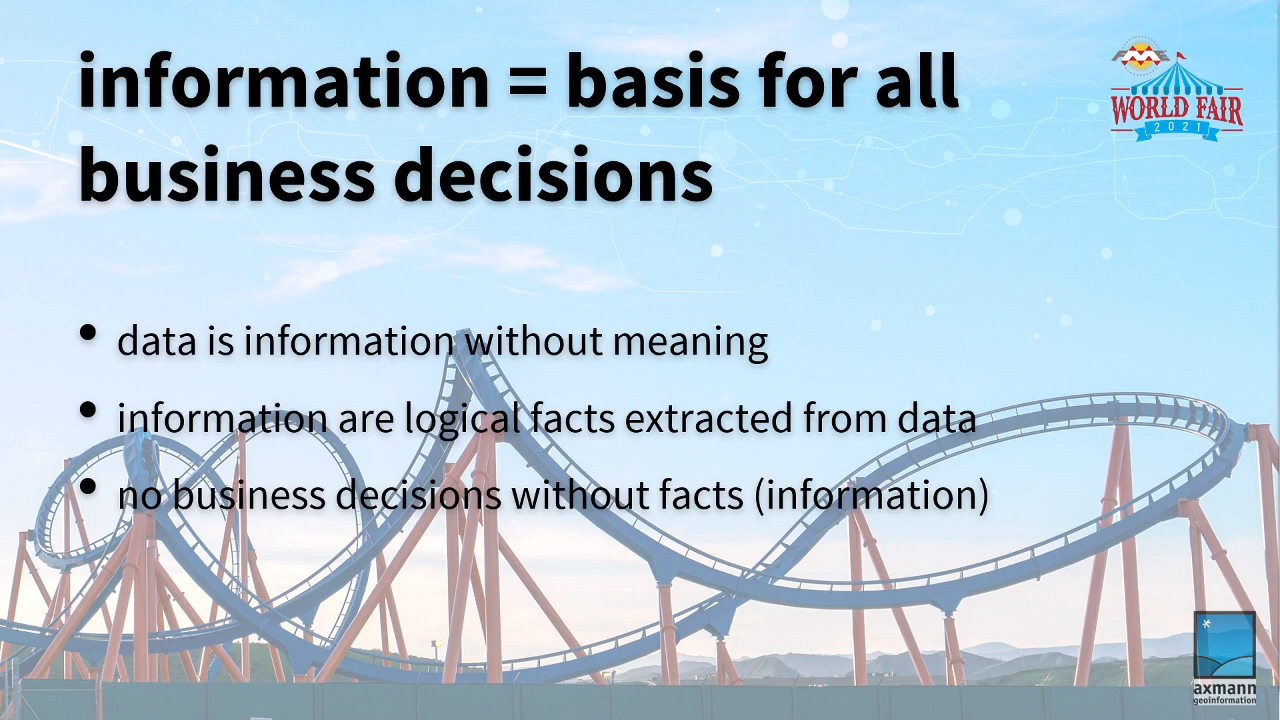 information = basis for all
business decisions
WORLD FAIR
2021
• data is information without meaning
• information are logical facts extracted from data
• no business decisions without facts (information)
axmann
geoinformation